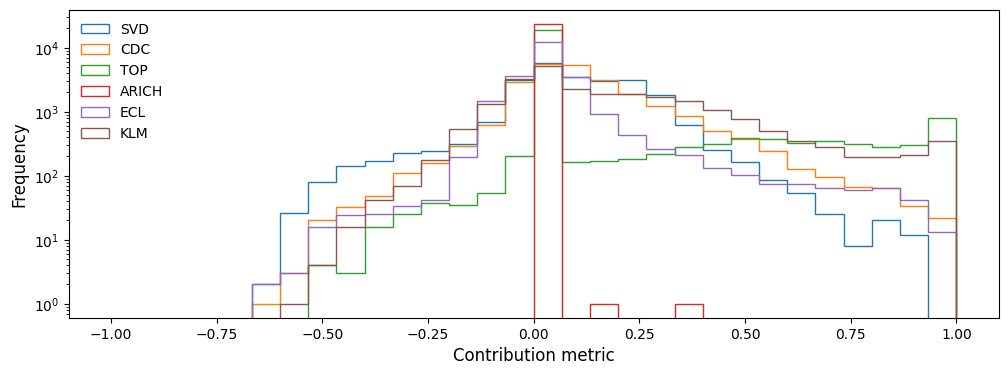 SVD
CDC
TOP
ARICH
ECL
KLM
Frequency
10⁴
10³
10²
10¹
10⁰
−1.00 −0.75 −0.50 −0.25 0.00 0.25 0.50 0.75 1.00
Contribution metric